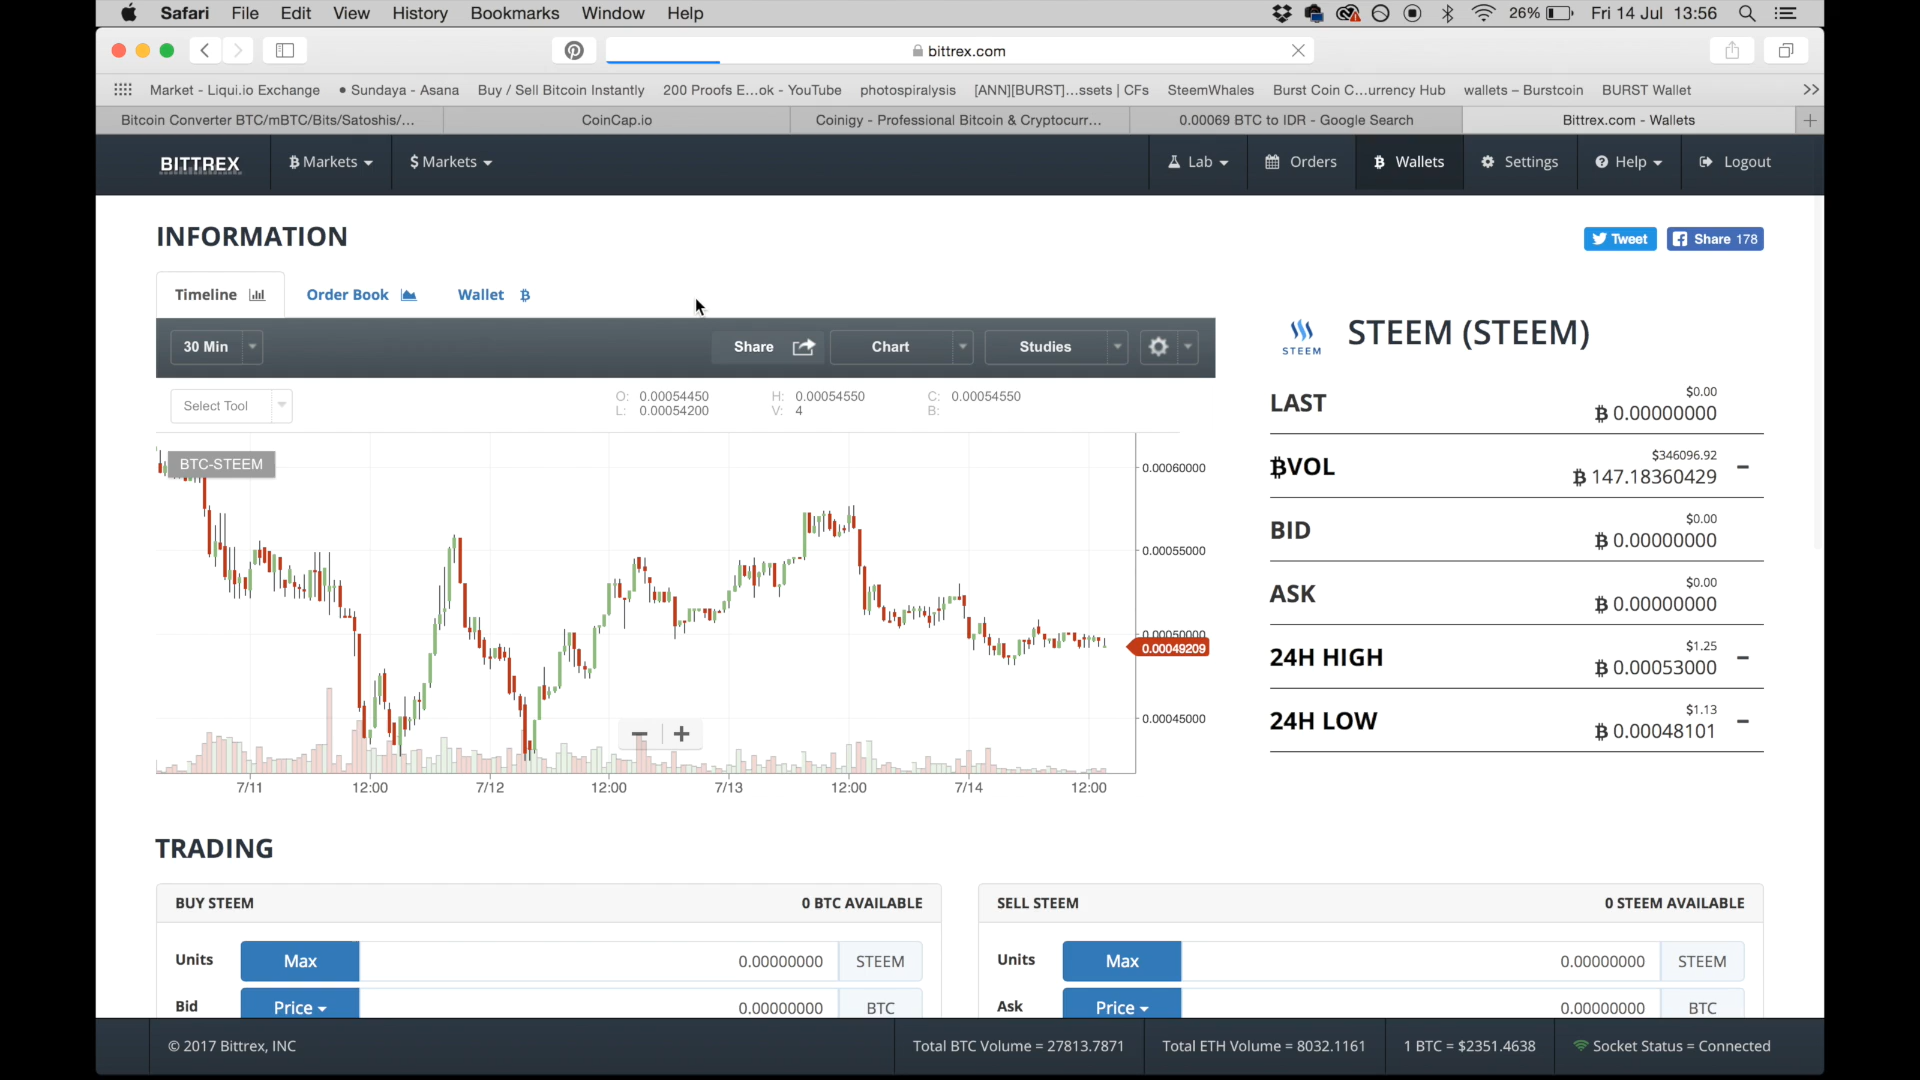 Safari File Edit View History Bookmarks Window Help 26% Fri 14 Jul 13:56
bittrex.com
Market - Liqui.io Exchange • Sundaya - Asana Buy / Sell Bitcoin Instantly 200 Proofs E...ok - YouTube photospiralysis [ANN][BURST]...ssets | CFs SteemWhales Burst Coin C...urrency Hub wallets – Burstcoin BURST Wallet >>
Bitcoin Converter BTC/mBTC/Bits/Satoshis/... CoinCap.io Coinigy - Professional Bitcoin & Cryptocurr... 0.00069 BTC to IDR - Google Search Bittrex.com - Wallets
BITTREX ฿ Markets $ Markets Lab Orders ฿ Wallets Settings Help Logout
INFORMATION
Tweet Share 178
Timeline Order Book Wallet ฿
30 Min Share Chart Studies
Select Tool
O: 0.00054450 H: 0.00054550 C: 0.00054550
L: 0.00054200 V: 4 B:
BTC-STEEM
0.00060000
0.00055000
0.00050000
0.00049209
0.00045000
7/11 12:00 7/12 12:00 7/13 12:00 7/14 12:00
STEEM
STEEM (STEEM)
LAST
$0.00
฿ 0.00000000
฿VOL
$346096.92
฿ 147.18360429
BID
$0.00
฿ 0.00000000
ASK
$0.00
฿ 0.00000000
24H HIGH
$1.25
฿ 0.00053000
24H LOW
$1.13
฿ 0.00048101
TRADING
BUY STEEM 0 BTC AVAILABLE
Units Max 0.00000000 STEEM
Bid Price 0.00000000 BTC
SELL STEEM 0 STEEM AVAILABLE
Units Max 0.00000000 STEEM
Ask Price 0.00000000 BTC
© 2017 Bittrex, INC Total BTC Volume = 27813.7871 Total ETH Volume = 8032.1161 1 BTC = $2351.4638 Socket Status = Connected